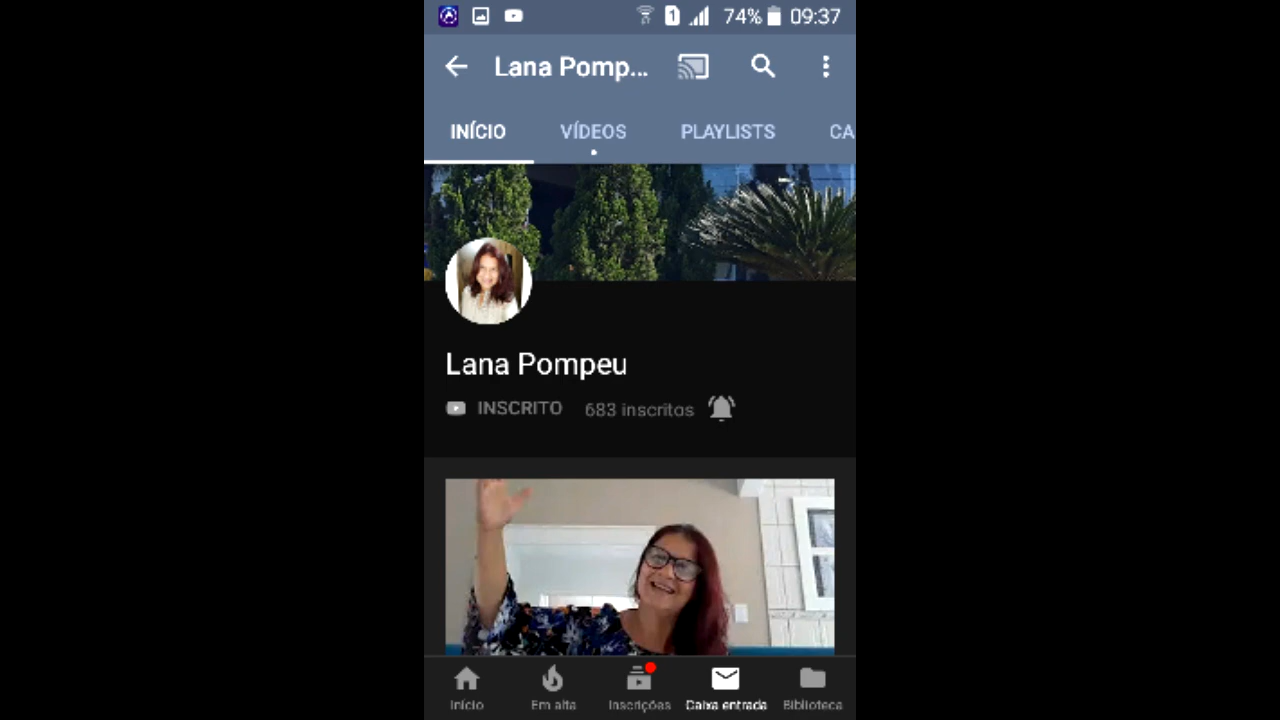 1 74% 09:37
Lana Pomp...
INÍCIO VÍDEOS PLAYLISTS CA
Lana Pompeu
INSCRITO 683 inscritos
Início Em alta Inscrições Caixa entrada Biblioteca